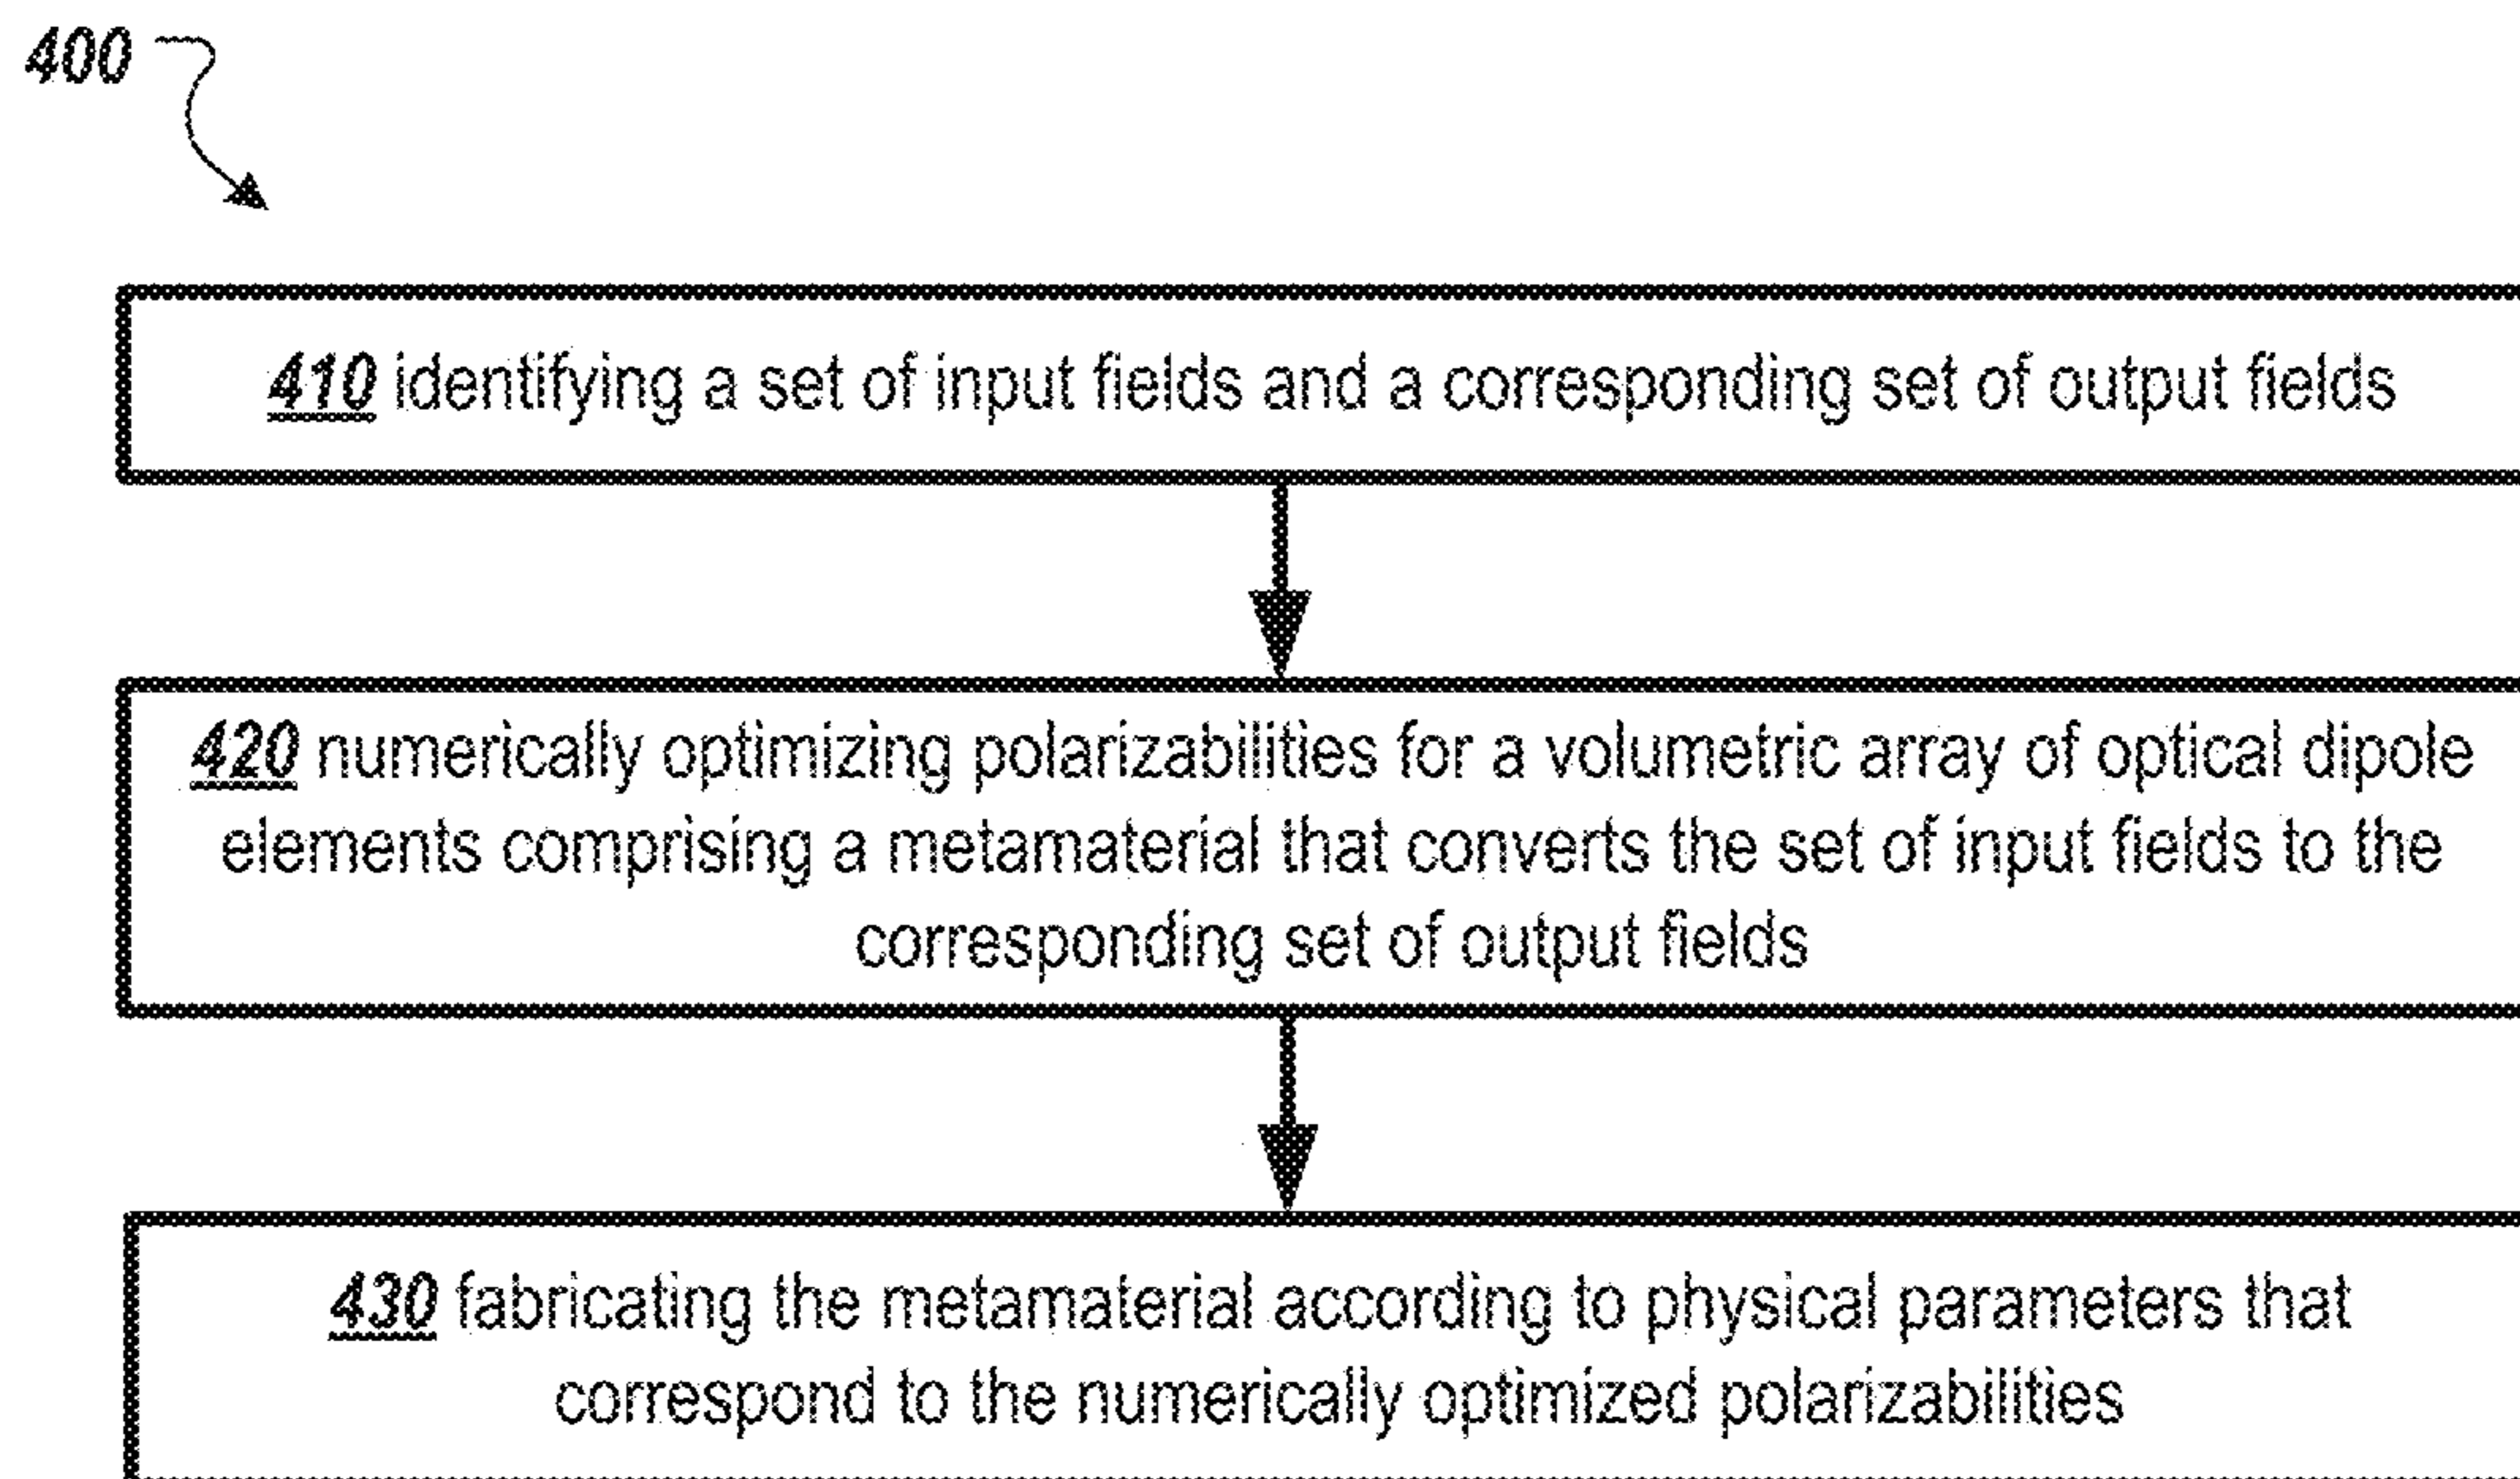 400
410 identifying a set of input fields and a corresponding set of output fields
420 numerically optimizing polarizabilities for a volumetric array of optical dipole
elements comprising a metamaterial that converts the set of input fields to the
corresponding set of output fields
430 fabricating the metamaterial according to physical parameters that
correspond to the numerically optimized polarizabilities